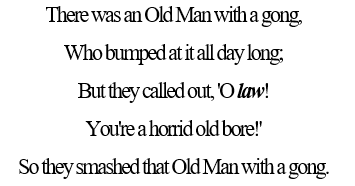 There was an Old Man with a gong,
Who bumped at it all day long;
But they called out, 'O law!
You're a horrid old bore!'
So they smashed that Old Man with a gong.